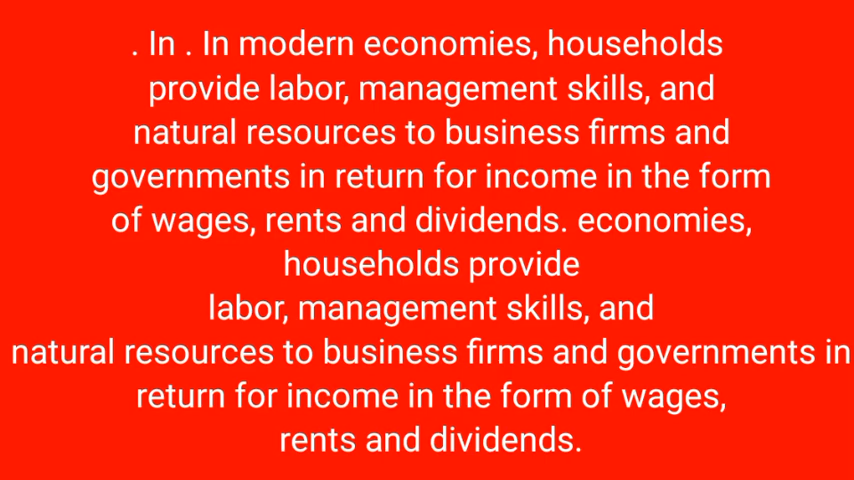 . In . In modern economies, households
provide labor, management skills, and
natural resources to business firms and
governments in return for income in the form
of wages, rents and dividends. economies,
households provide
labor, management skills, and
natural resources to business firms and governments in
return for income in the form of wages,
rents and dividends.